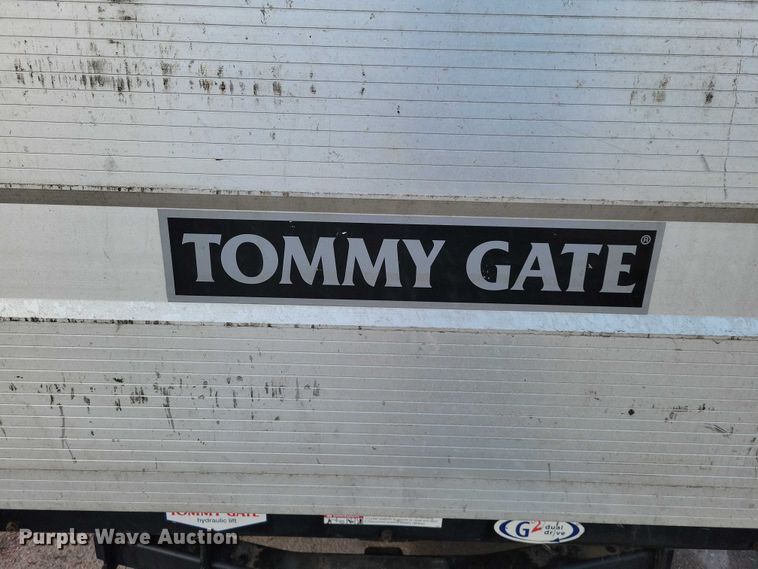 TOMMY GATE®
TOMMY GATE
hydraulic lift
G2
dual
drive
Purple Wave Auction